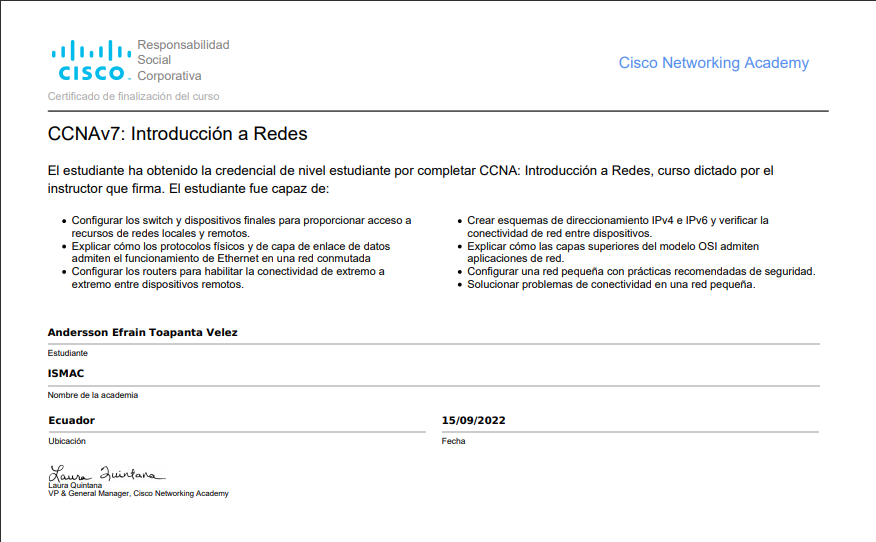 Responsabilidad
Social
Corporativa
CISCO
Cisco Networking Academy
Certificado de finalización del curso
CCNAv7: Introducción a Redes
El estudiante ha obtenido la credencial de nivel estudiante por completar CCNA: Introducción a Redes, curso dictado por el
instructor que firma. El estudiante fue capaz de:
• Configurar los switch y dispositivos finales para proporcionar acceso a
recursos de redes locales y remotos.
• Explicar cómo los protocolos físicos y de capa de enlace de datos
admiten el funcionamiento de Ethernet en una red conmutada
• Configurar los routers para habilitar la conectividad de extremo a
extremo entre dispositivos remotos.
• Crear esquemas de direccionamiento IPv4 e IPv6 y verificar la
conectividad de red entre dispositivos.
• Explicar cómo las capas superiores del modelo OSI admiten
aplicaciones de red.
• Configurar una red pequeña con prácticas recomendadas de seguridad.
• Solucionar problemas de conectividad en una red pequeña.
Andersson Efrain Toapanta Velez
Estudiante
ISMAC
Nombre de la academia
Ecuador
Ubicación
15/09/2022
Fecha
Laura Quintana
Laura Quintana
VP & General Manager, Cisco Networking Academy